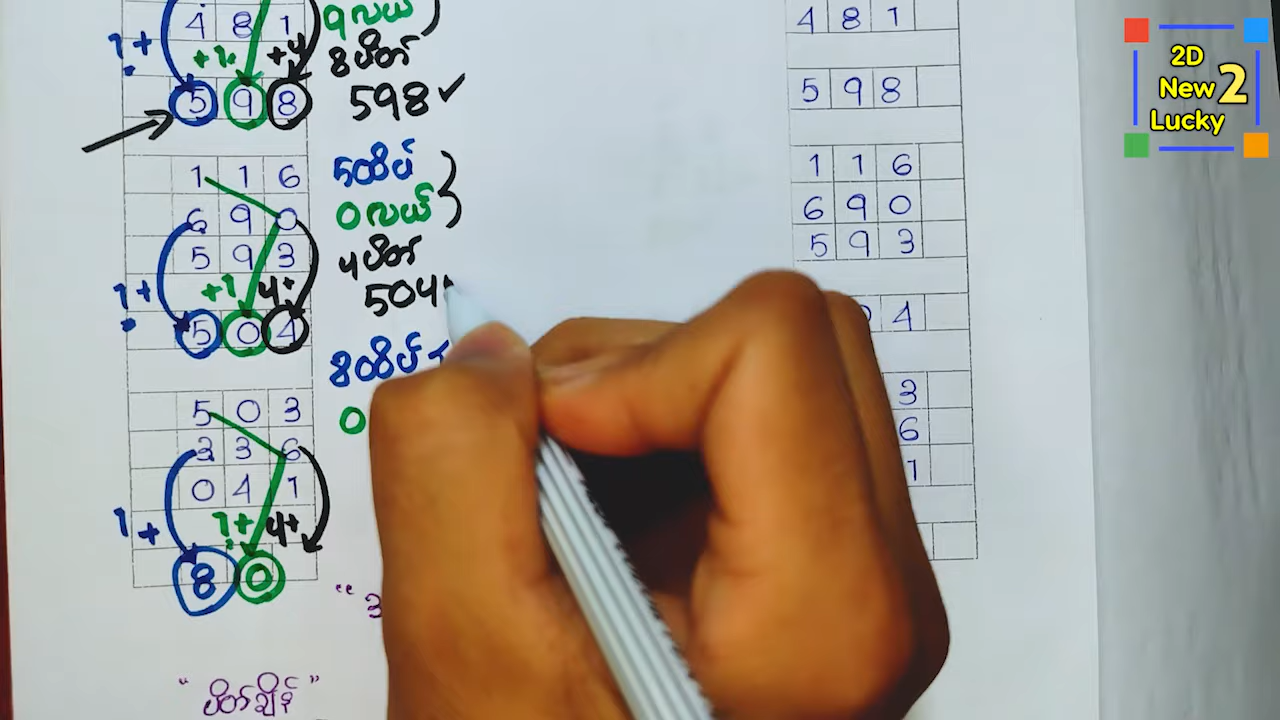 4 8 1
9လယ်
?+
+1.
+4
8ပိတ်
5 9 8
598 ✓
1 1 6
5ထိပ်
6 9 0
0လယ်
5 9 3
4ပိတ်
?+
+1
4+
504
5 0 4
8ထိပ်
5 0 3
0
3 3 6
0 4 1
1+
1+
4+
8 0
"
"ပိတ်ချိန်"
4 8 1
5 9 8
1 1 6
6 9 0
5 9 3
4
3
6
1
2D
New 2
Lucky